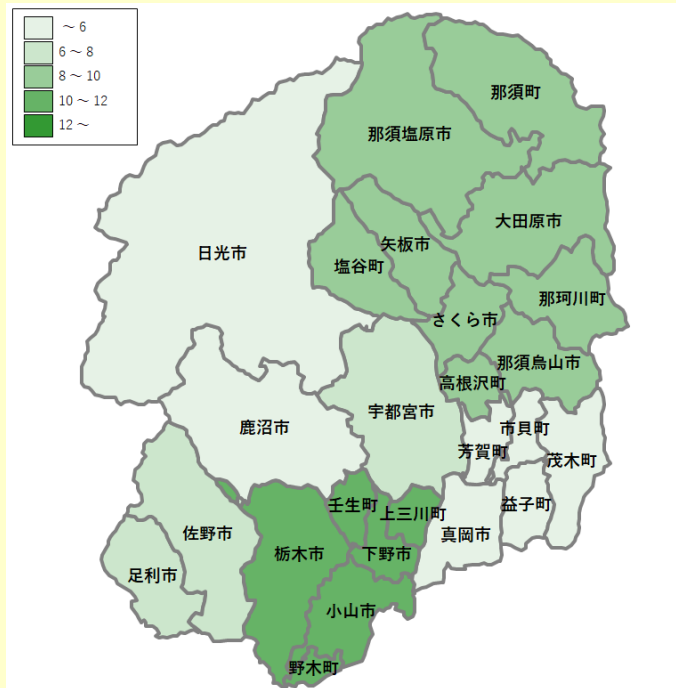 ～ 6
6 ～ 8
8 ～ 10
10 ～ 12
12 ～
那須町
那須塩原市
大田原市
矢板市
日光市
塩谷町
那珂川町
さくら市
那須烏山市
高根沢町
宇都宮市
鹿沼市
市貝町
芳賀町
茂木町
壬生町
益子町
上三川町
佐野市
真岡市
栃木市
下野市
足利市
小山市
野木町